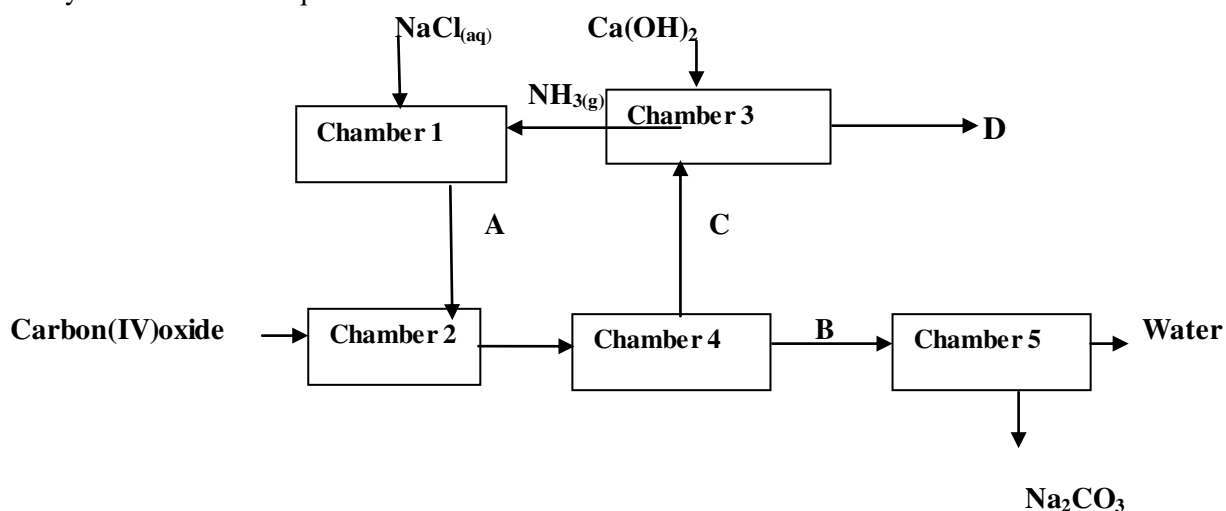 NaCl(aq)
Ca(OH)2
NH3(g)
Chamber 3
Chamber 1
D
A
C
Carbon(IV)oxide
Chamber 2
Chamber 4
B
Chamber 5
Water
Na2CO3